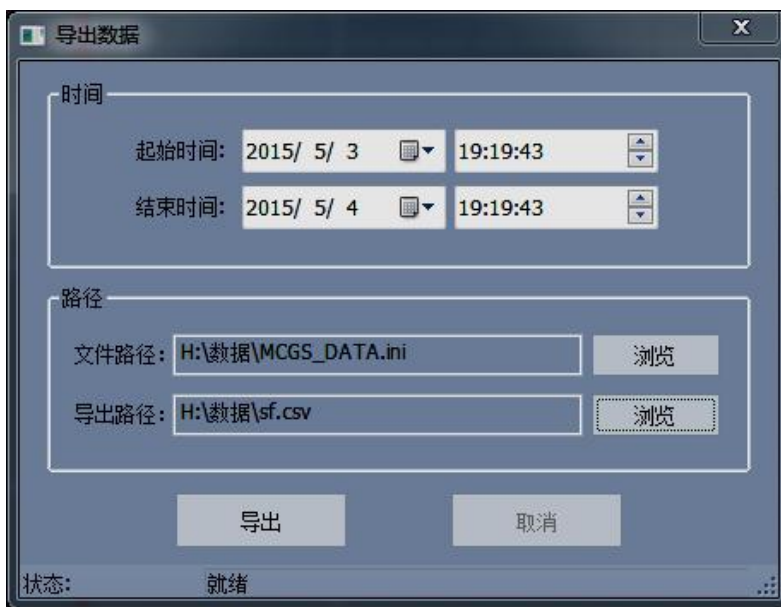 导出数据
时间
起始时间: 2015/ 5/ 3 19:19:43
结束时间: 2015/ 5/ 4 19:19:43
路径
文件路径: H:\数据\MCGS_DATA.ini 浏览
导出路径: H:\数据\sf.csv 浏览
导出 取消
状态: 就绪